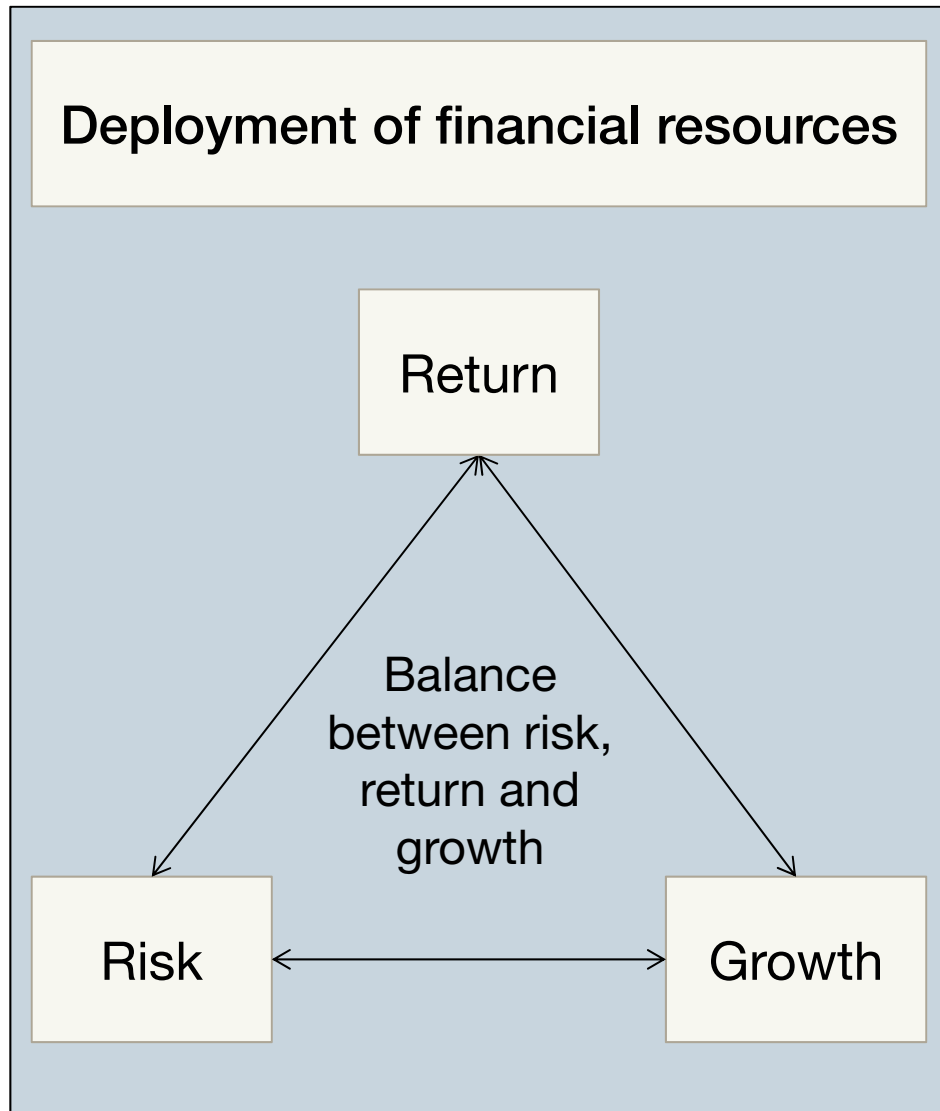 Deployment of financial resources
Return
Balance
between risk,
return and
growth
Risk
Growth